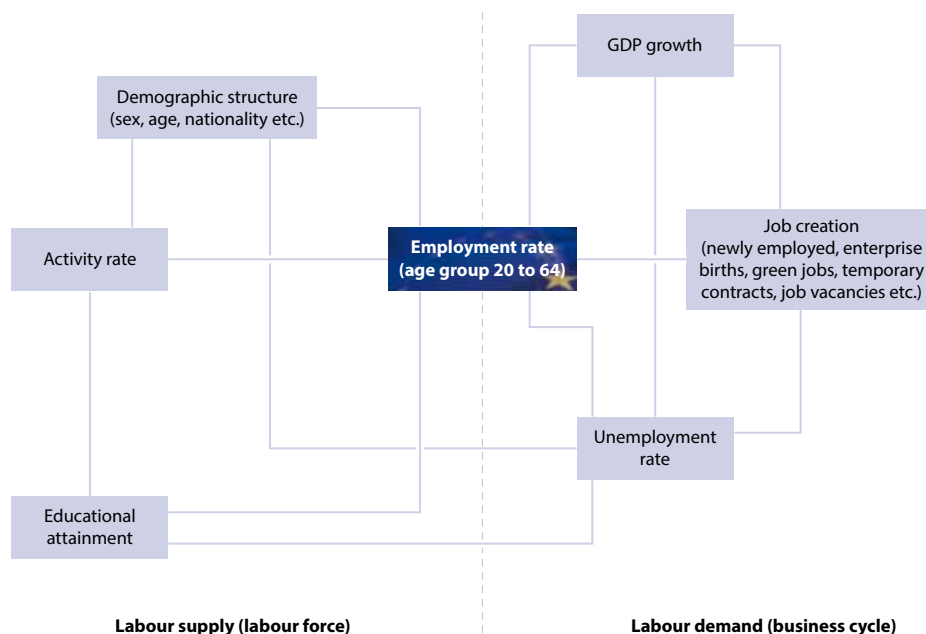 GDP growth
Demographic structure
(sex, age, nationality etc.)
Activity rate
Employment rate
(age group 20 to 64)
Job creation
(newly employed, enterprise
births, green jobs, temporary
contracts, job vacancies etc.)
Unemployment
rate
Educational
attainment
Labour supply (labour force)
Labour demand (business cycle)